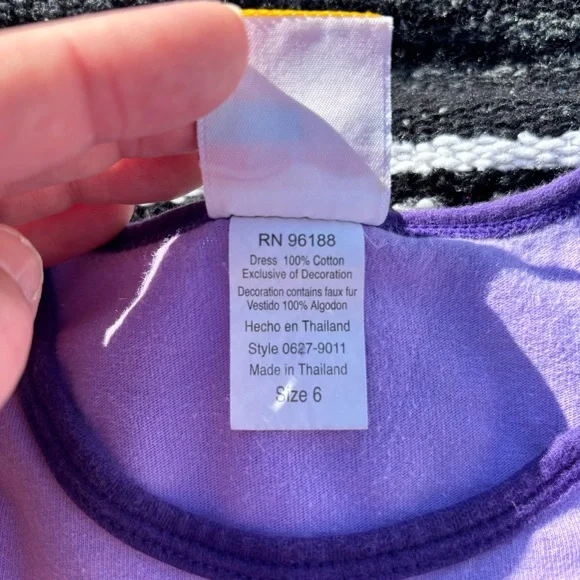 RN 96188
Dress 100% Cotton
Exclusive of Decoration
Decoration contains faux fur
Vestido 100% Algodon
Hecho en Thailand
Style 0627-9011
Made in Thailand
Size 6